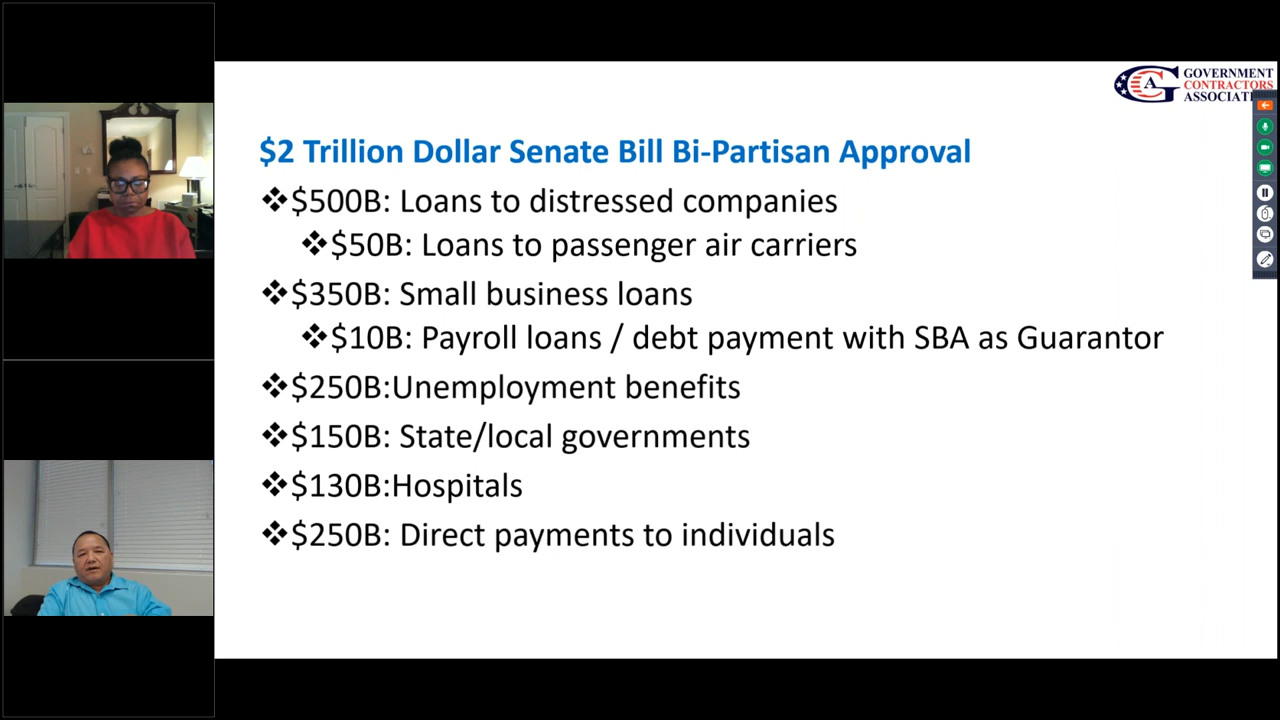 GOVERNMENT
CONTRACTORS
$2 Trillion Dollar Senate Bill Bi-Partisan Approval
❖$500B: Loans to distressed companies
❖$50B: Loans to passenger air carriers
❖$350B: Small business loans
❖$10B: Payroll loans / debt payment with SBA as Guarantor
❖$250B:Unemployment benefits
❖$150B: State/local governments
❖$130B:Hospitals
❖$250B: Direct payments to individuals